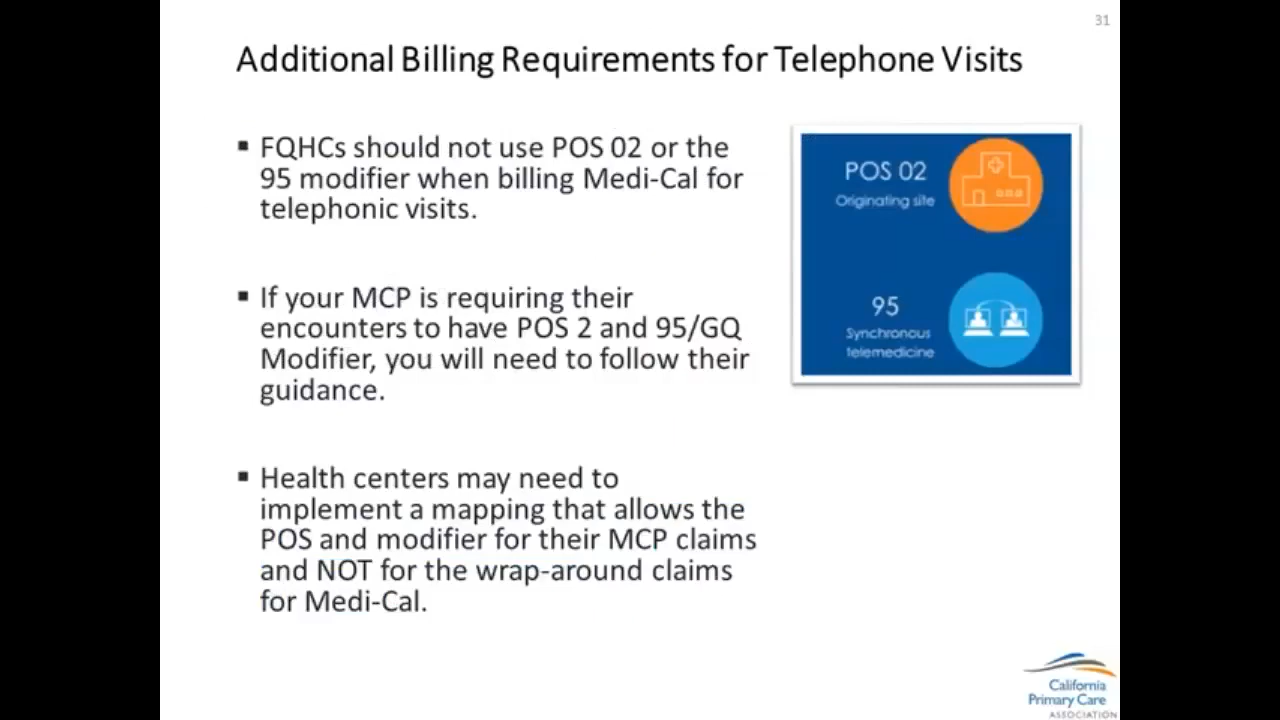 31
Additional Billing Requirements for Telephone Visits
▪ FQHCs should not use POS 02 or the
95 modifier when billing Medi-Cal for
telephonic visits.
▪ If your MCP is requiring their
encounters to have POS 2 and 95/GQ
Modifier, you will need to follow their
guidance.
▪ Health centers may need to
implement a mapping that allows the
POS and modifier for their MCP claims
and NOT for the wrap-around claims
for Medi-Cal.
POS 02
Originating site
95
Synchronous
telemedicine
California
Primary Care
ASSOCIATION